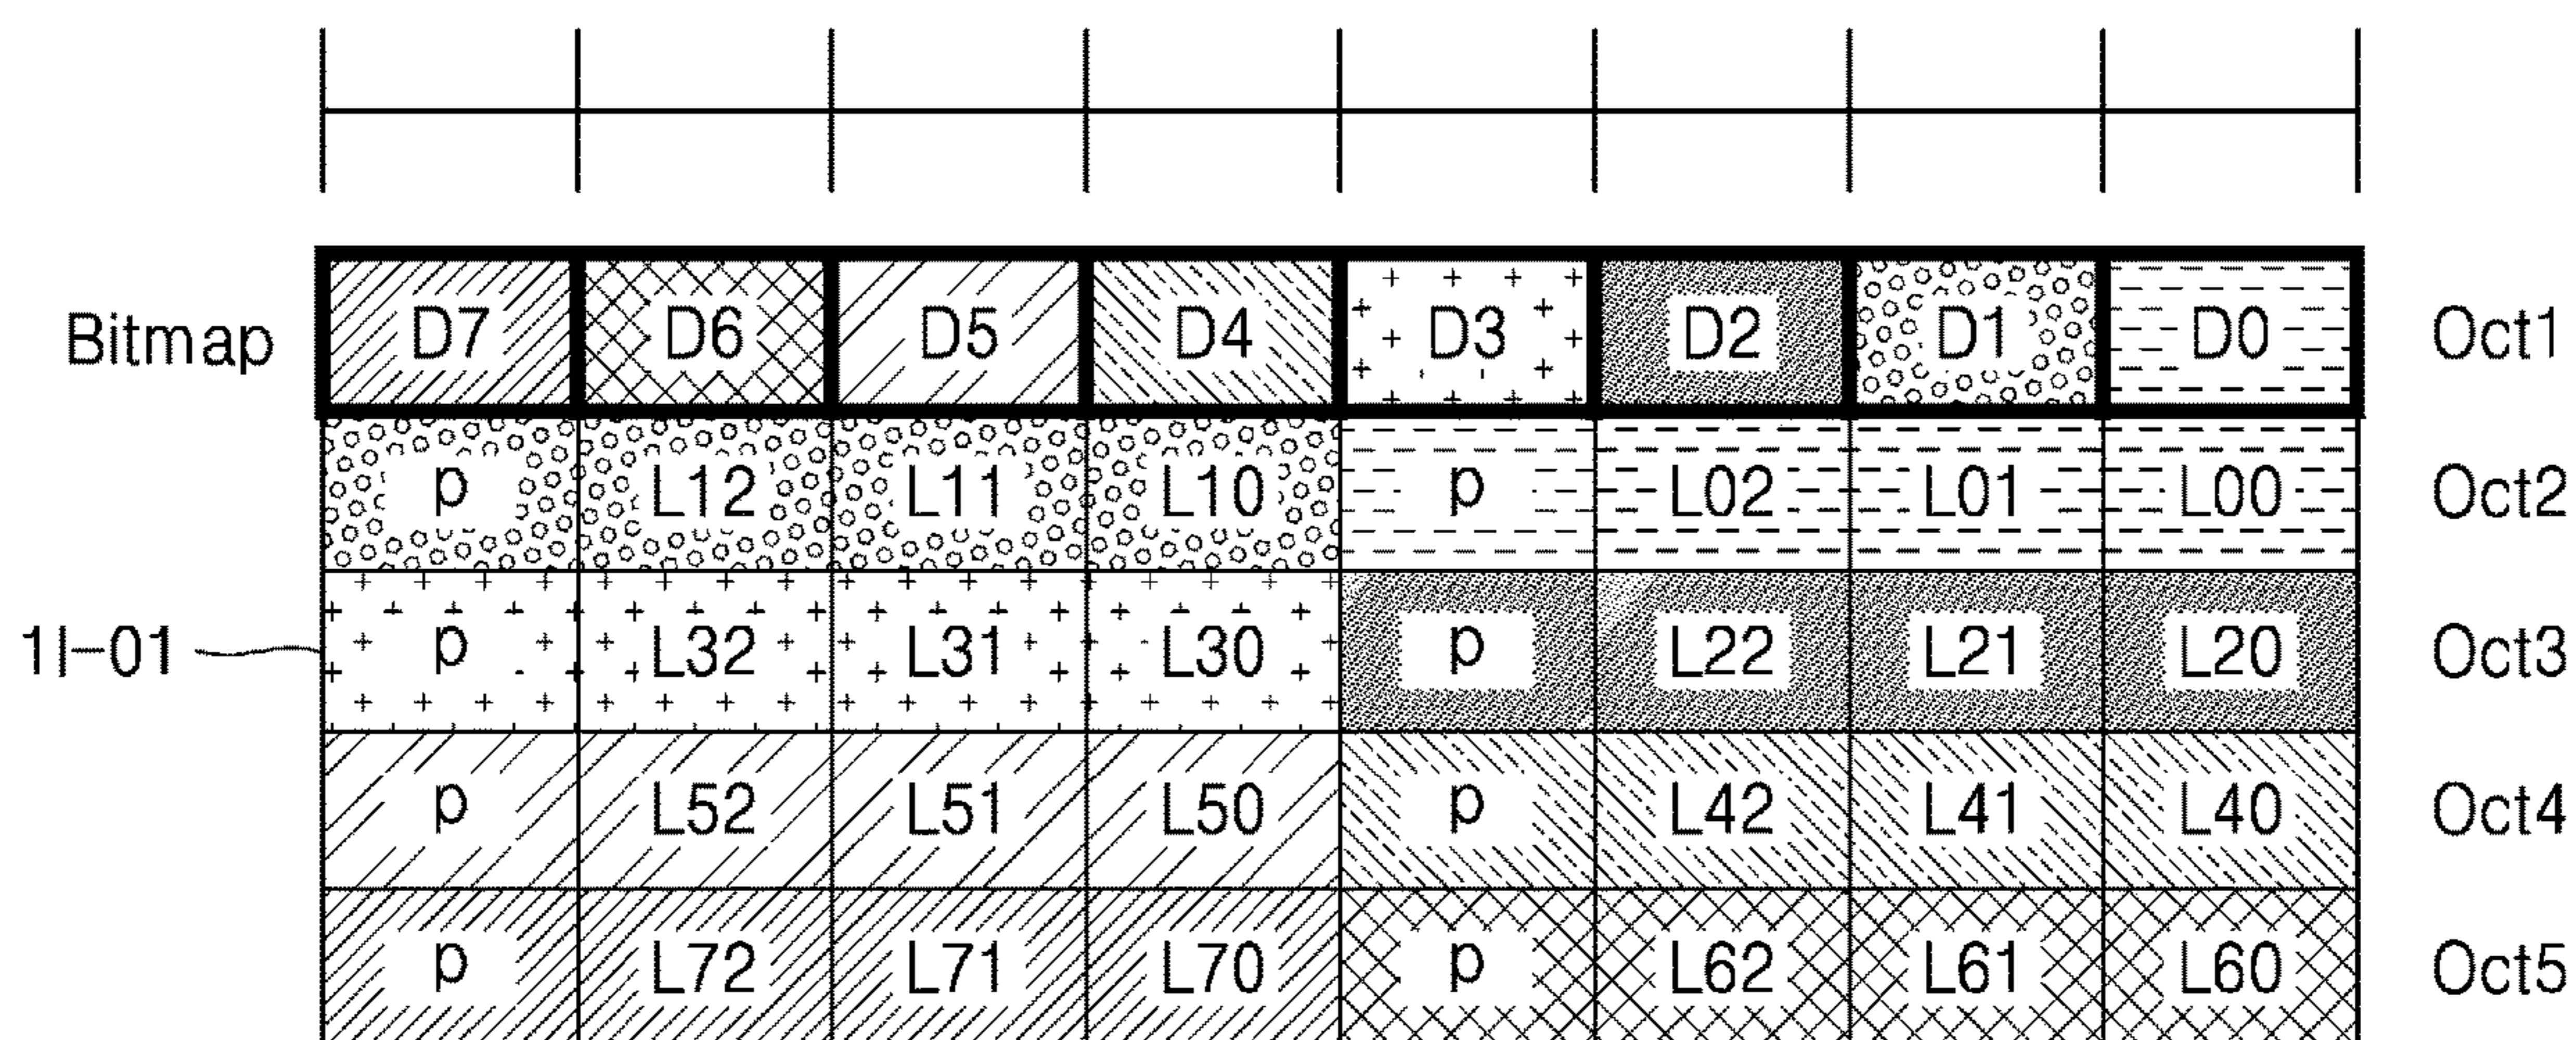 Bitmap D7 D6 D5 D4 D3 D2 D1 D0 Oct1
p L12 L11 L10 p L02 L01 L00 Oct2
1l-01 p L32 L31 L30 p L22 L21 L20 Oct3
p L52 L51 L50 p L42 L41 L40 Oct4
p L72 L71 L70 p L62 L61 L60 Oct5